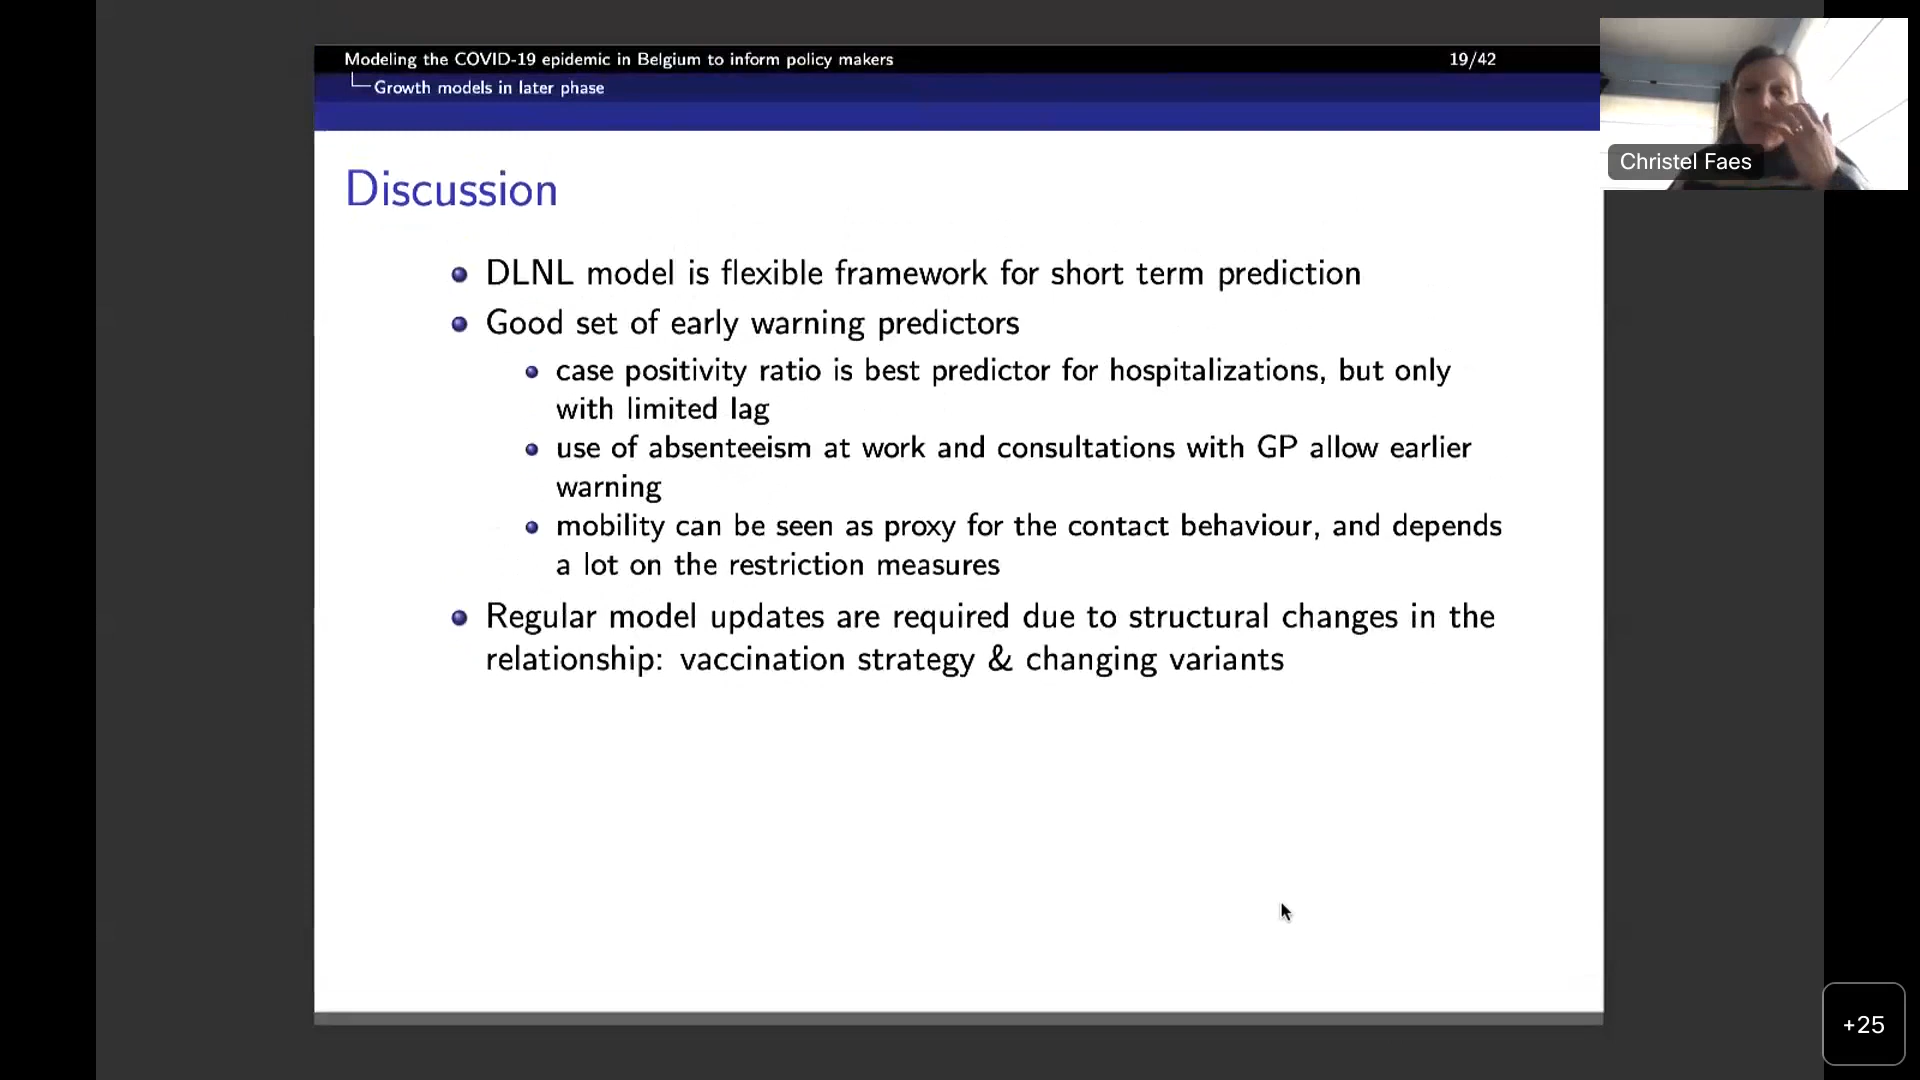 Modeling the COVID-19 epidemic in Belgium to inform policy makers 19/42
Growth models in later phase
Christel Faes
Discussion
DLNL model is flexible framework for short term prediction
Good set of early warning predictors
case positivity ratio is best predictor for hospitalizations, but only
with limited lag
use of absenteeism at work and consultations with GP allow earlier
warning
mobility can be seen as proxy for the contact behaviour, and depends
a lot on the restriction measures
Regular model updates are required due to structural changes in the
relationship: vaccination strategy & changing variants
+25